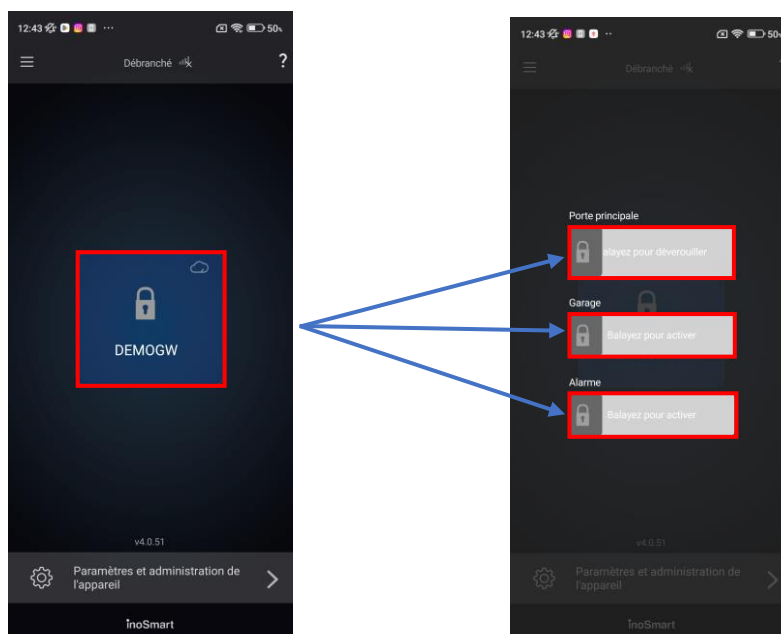 12:43 50%
Débranché ?
DEMOGW
v4.0.51
Paramètres et administration de
l'appareil
inoSmart
12:43 50%
Débranché
Porte principale
alayez pour déverouiller
Garage
Balayez pour activer
Alarme
Balayez pour activer
v4.0.51
Paramètres et administration de
l'appareil
inoSmart